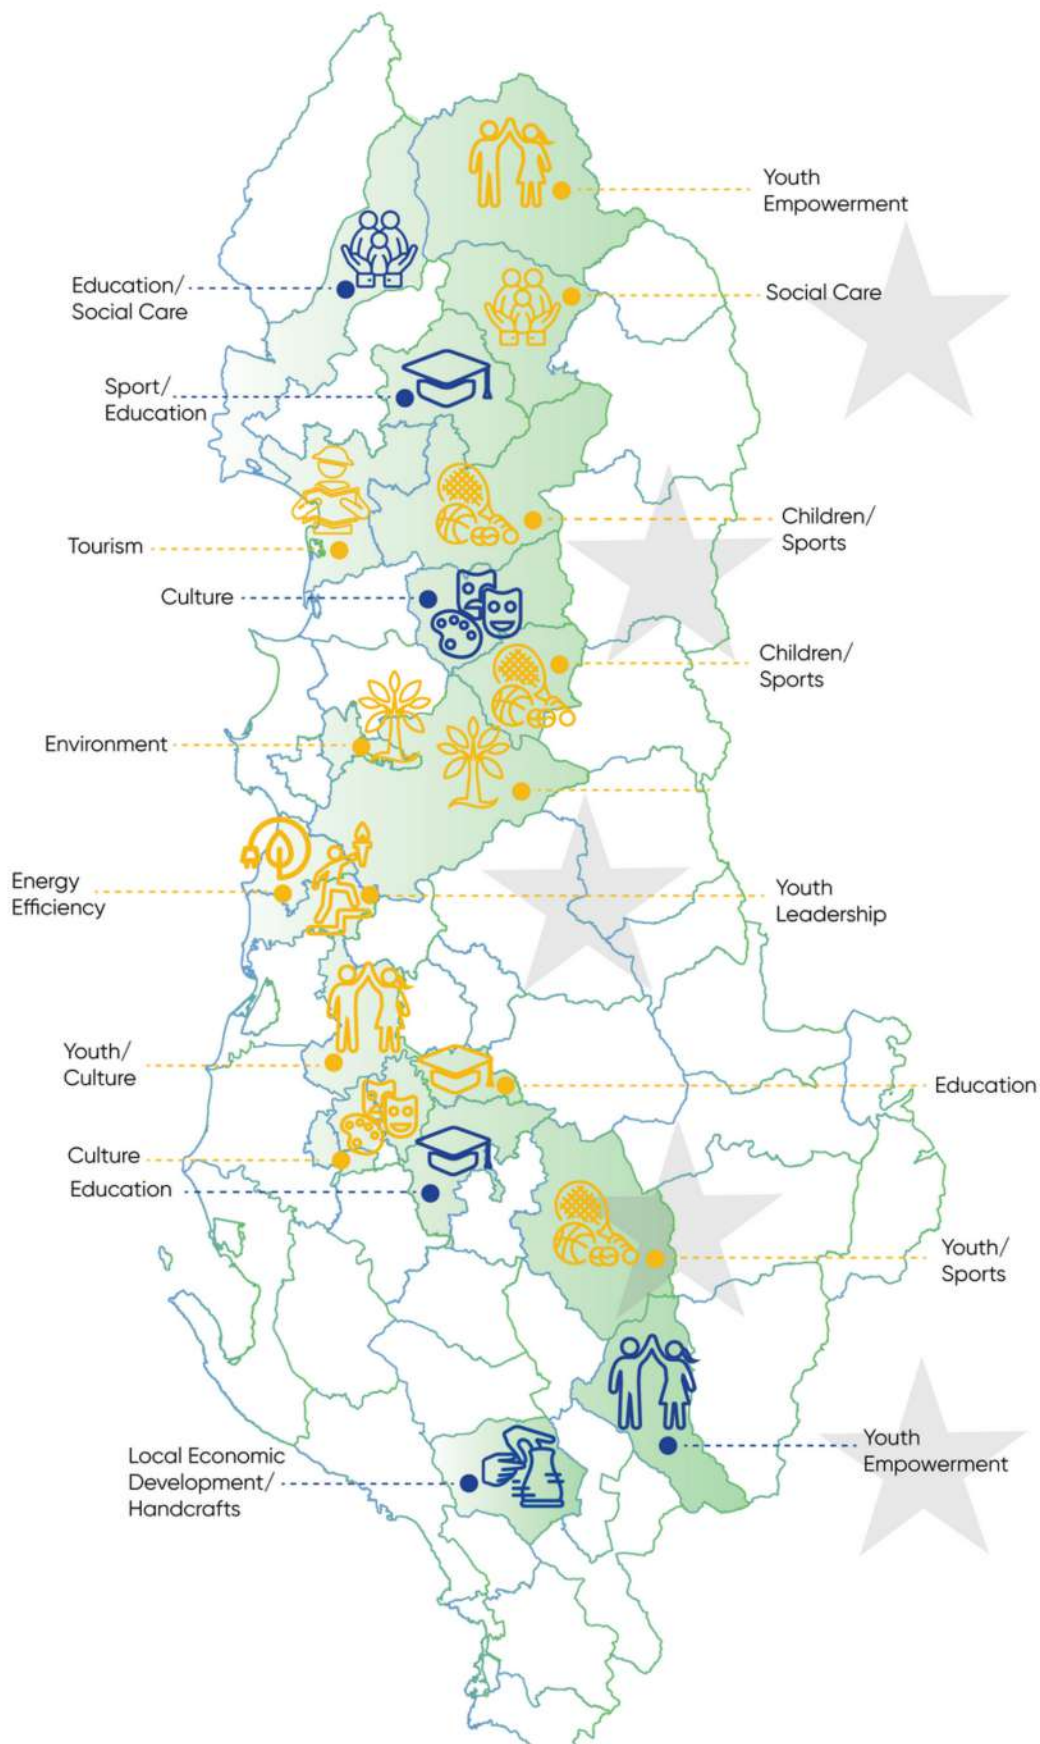 Youth
Empowerment
Education/
Social Care
Social Care
Sport/
Education
Children/
Sports
Tourism
Culture
Children/
Sports
Environment
Energy
Efficiency
Youth
Leadership
Youth/
Culture
Education
Culture
Education
Youth/
Sports
Youth
Empowerment
Local Economic
Development/
Handcrafts